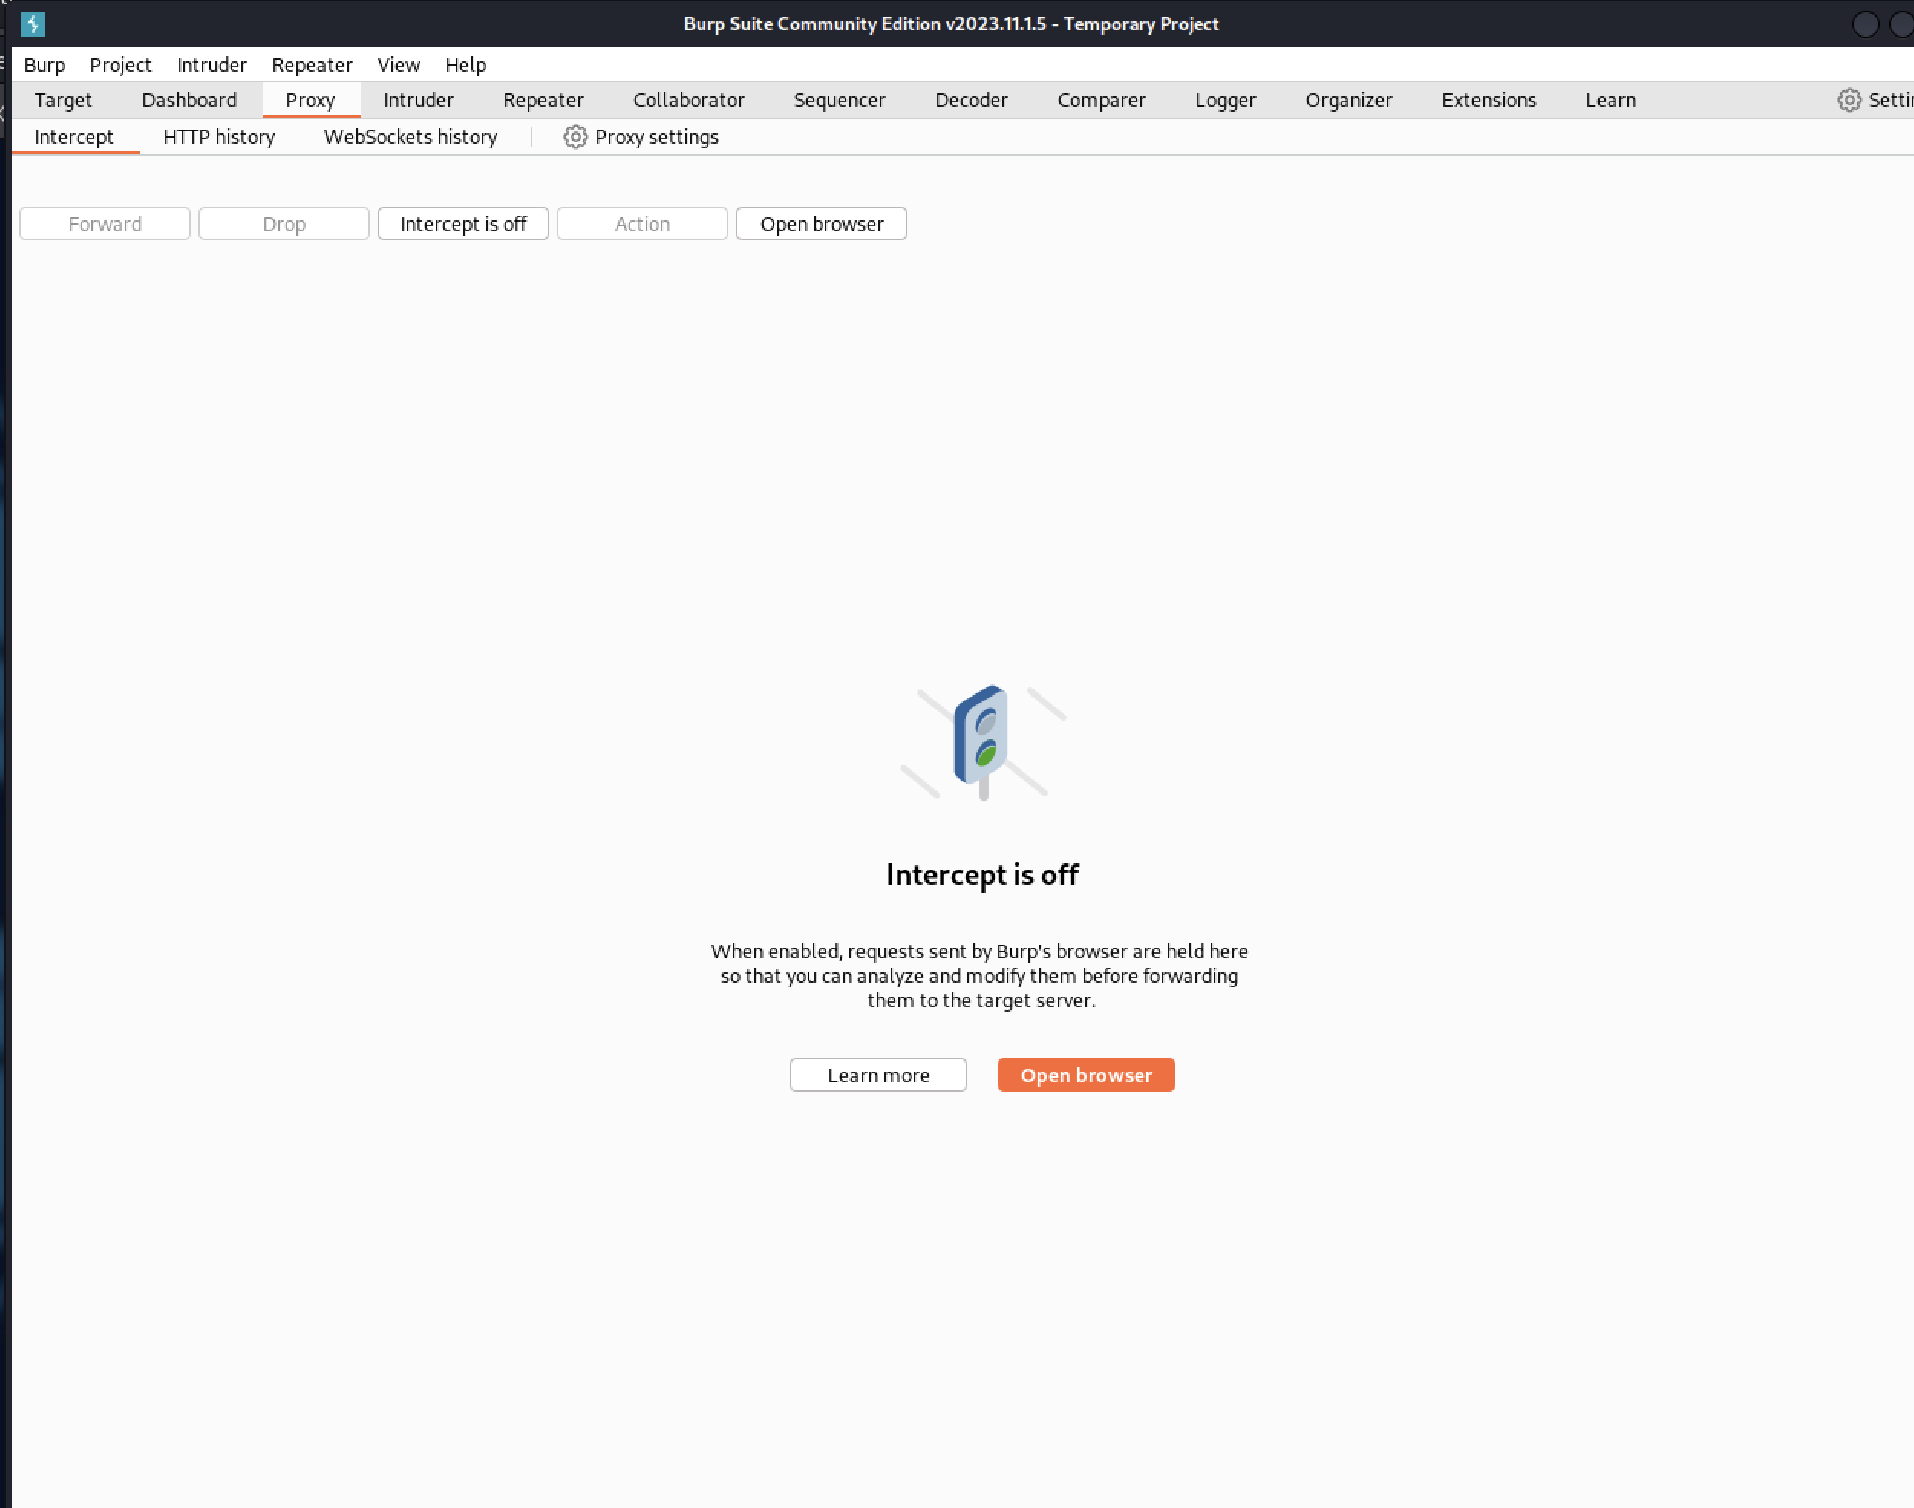 Burp Suite Community Edition v2023.11.1.5 - Temporary Project
Burp Project Intruder Repeater View Help
Target Dashboard Proxy Intruder Repeater Collaborator Sequencer Decoder Comparer Logger Organizer Extensions Learn Settin
Intercept HTTP history WebSockets history Proxy settings
Forward Drop Intercept is off Action Open browser
Intercept is off
When enabled, requests sent by Burp's browser are held here
so that you can analyze and modify them before forwarding
them to the target server.
Learn more Open browser